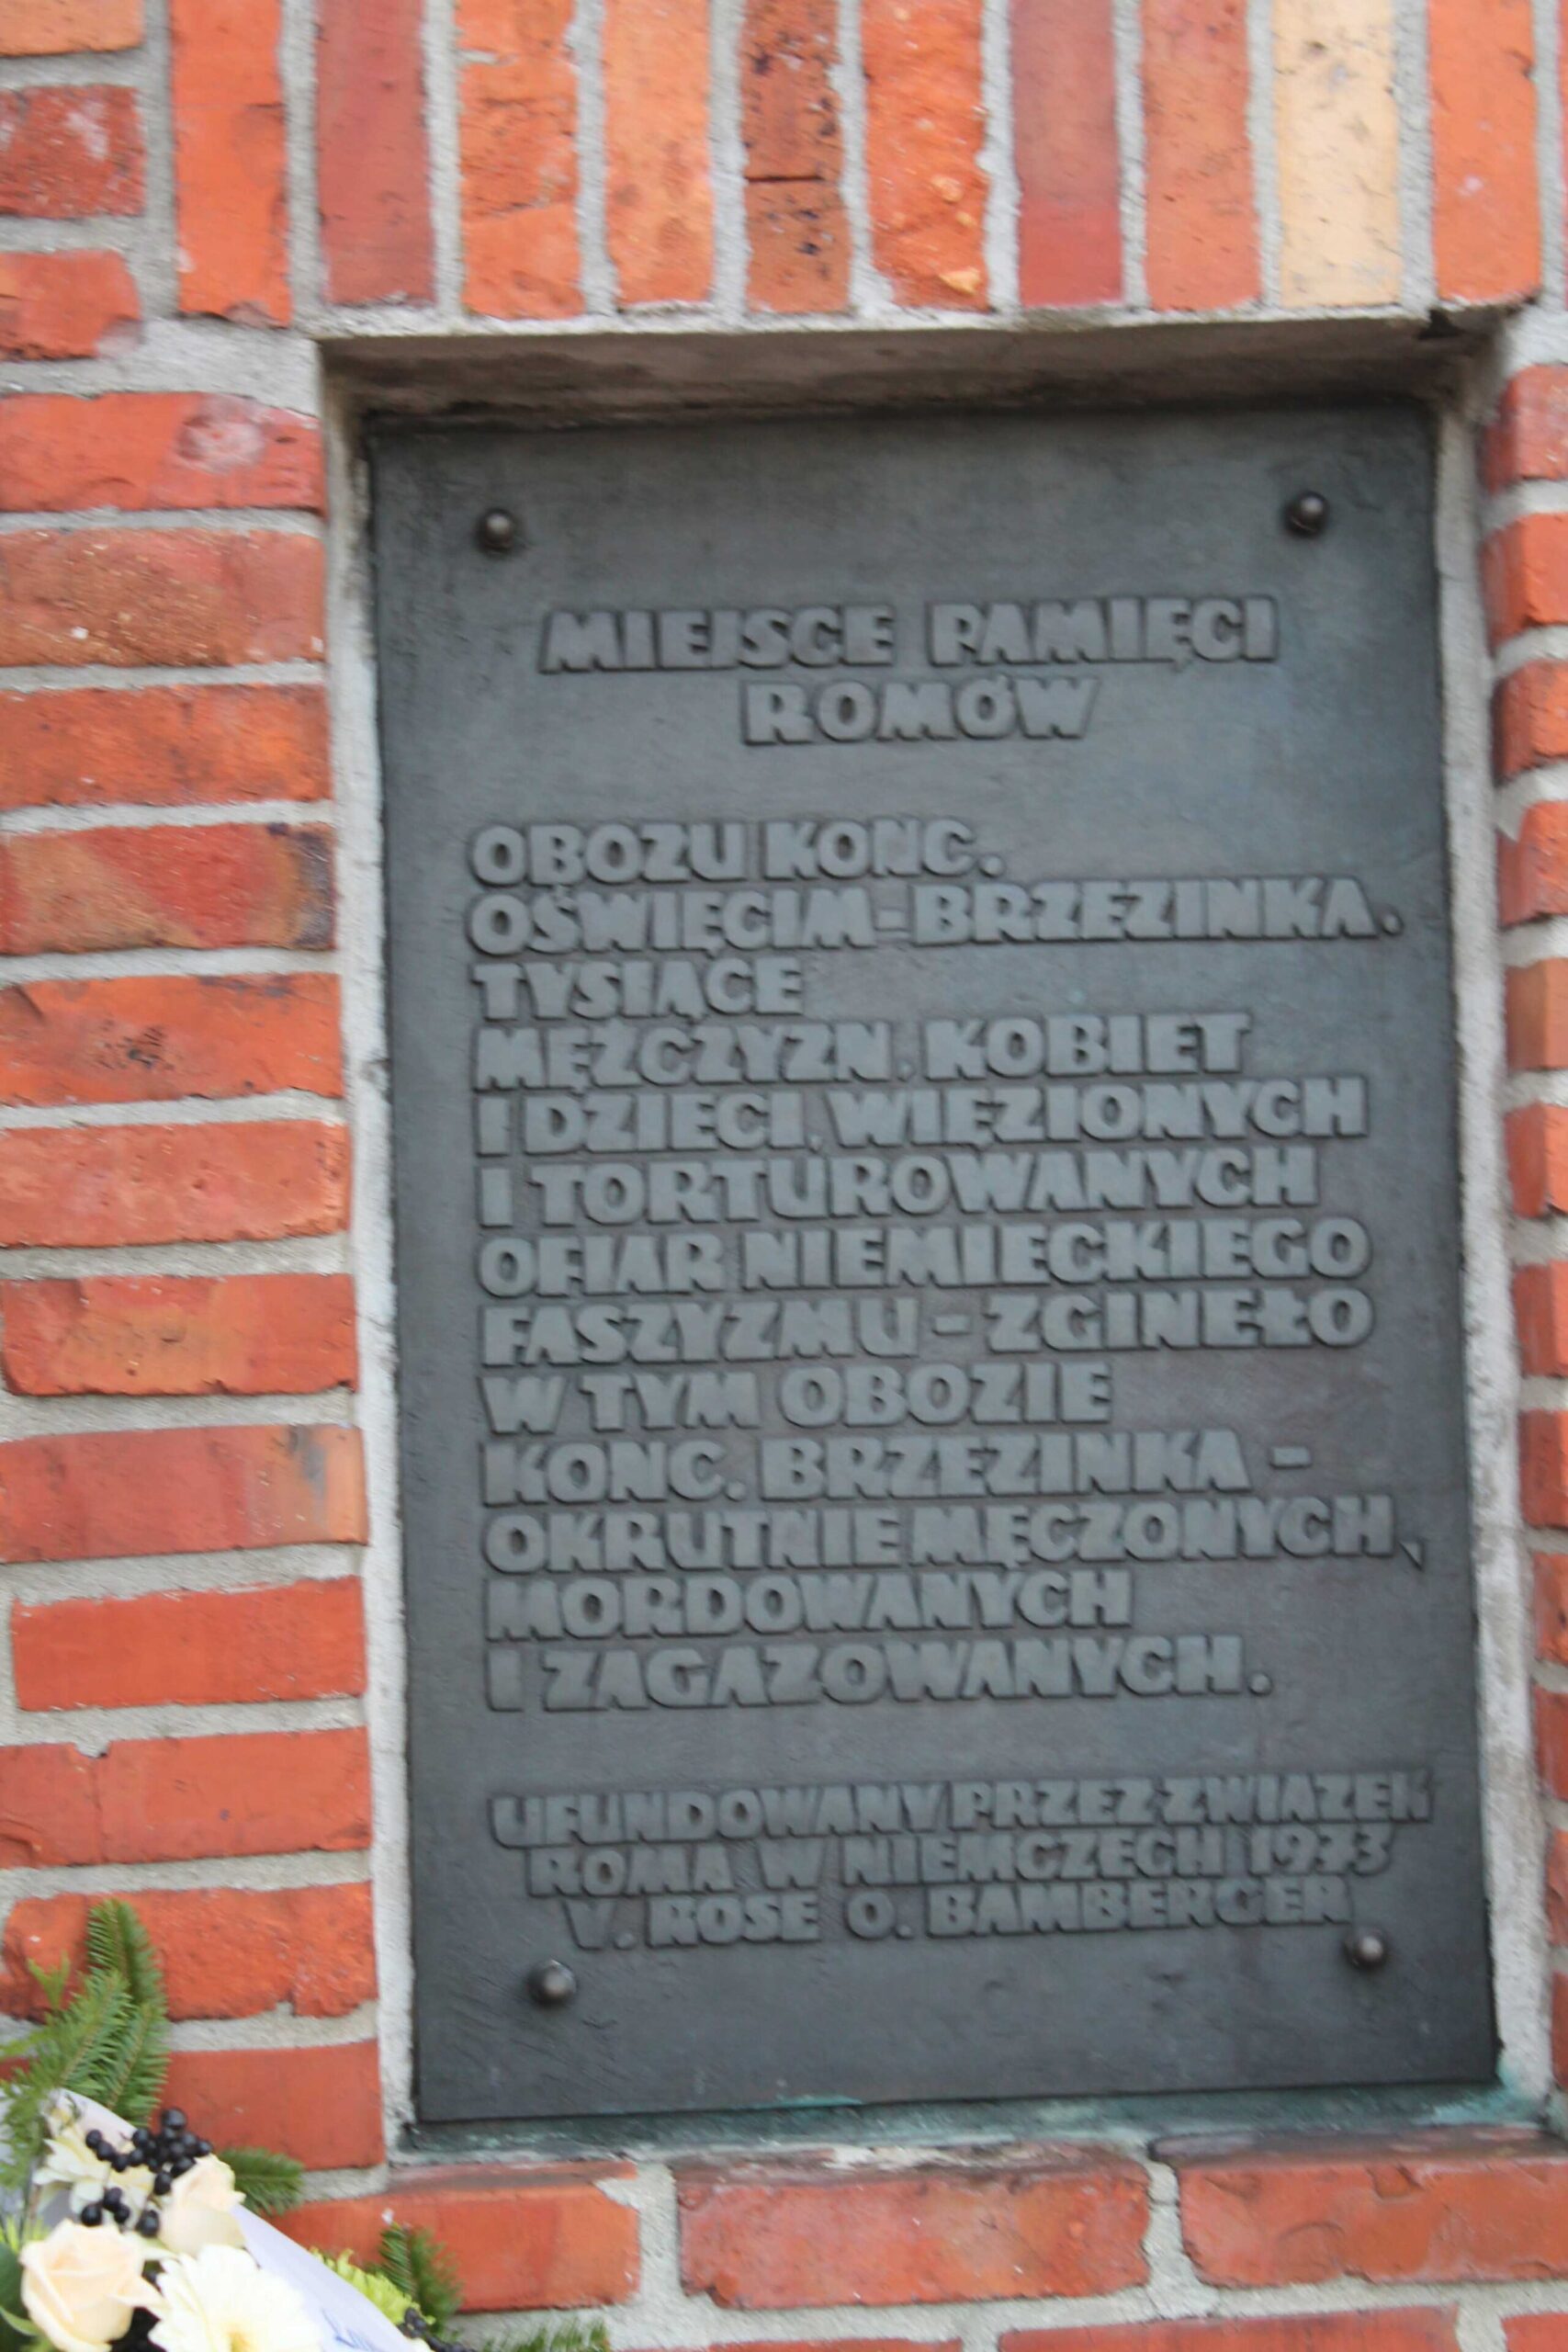 MIEJSCE PAMIĘCI
ROMÓW
OBOZU KONC.
OŚWIĘCIM-BRZEZINKA.
TYSIĄCE
MĘŻCZYZN, KOBIET
I DZIECI, WIĘZIONYCH
I TORTUROWANYCH
OFIAR NIEMIECKIEGO
FASZYZMU - ZGINEŁO
W TYM OBOZIE
KONC. BRZEZINKA -
OKRUTNIE MĘCZONYCH,
MORDOWANYCH
I ZAGAZOWANYCH.
UFUNDOWANY PRZEZ ZWIAZEK
ROMA W NIEMCZECH 1973
V. ROSE O. BAMBERGER